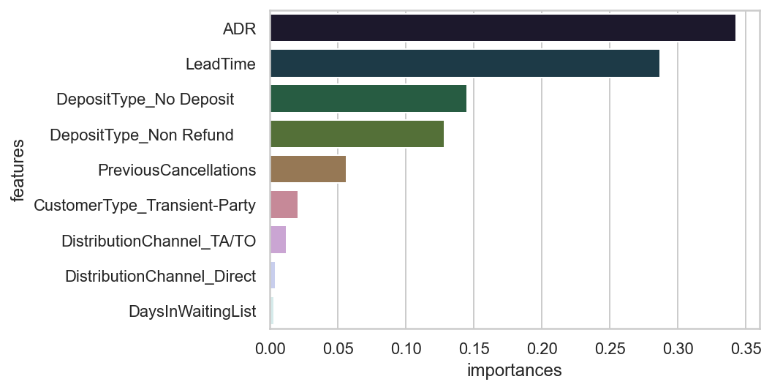 ADR
LeadTime
DepositType_No Deposit
DepositType_Non Refund
PreviousCancellations
CustomerType_Transient-Party
DistributionChannel_TA/TO
DistributionChannel_Direct
DaysInWaitingList
features
0.00 0.05 0.10 0.15 0.20 0.25 0.30 0.35
importances